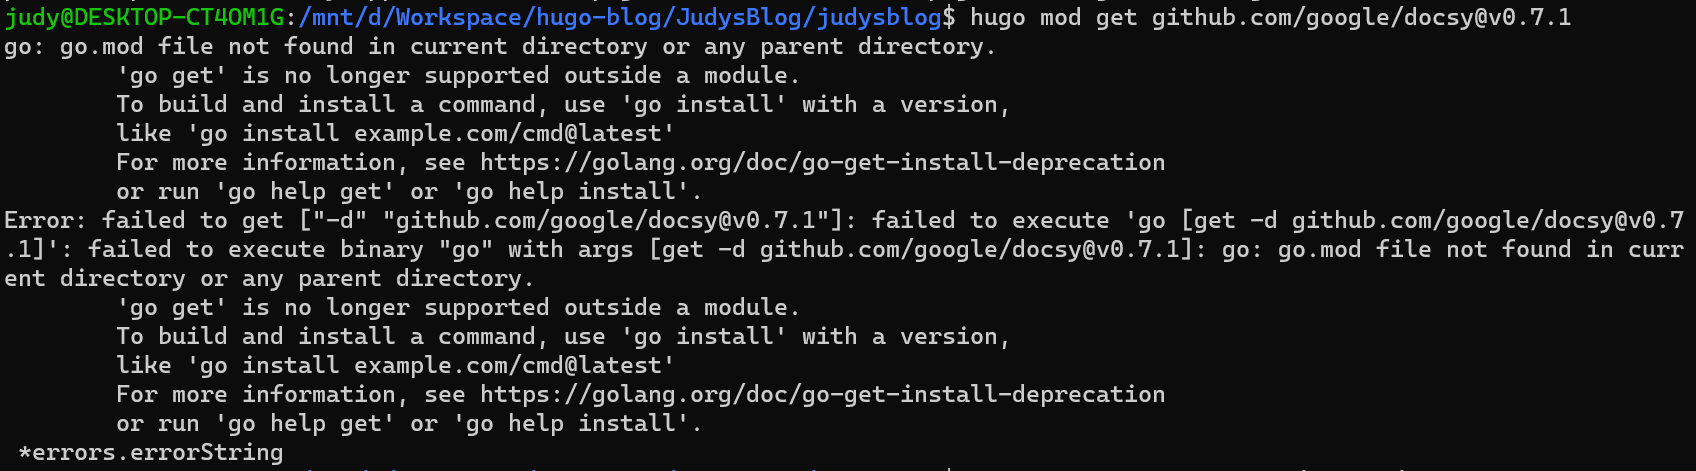 judy@DESKTOP-CT4OM1G:/mnt/d/Workspace/hugo-blog/JudysBlog/judysblog$ hugo mod get github.com/google/docsy@v0.7.1
go: go.mod file not found in current directory or any parent directory.
        'go get' is no longer supported outside a module.
        To build and install a command, use 'go install' with a version,
        like 'go install example.com/cmd@latest'
        For more information, see https://golang.org/doc/go-get-install-deprecation
        or run 'go help get' or 'go help install'.
Error: failed to get ["-d" "github.com/google/docsy@v0.7.1"]: failed to execute 'go [get -d github.com/google/docsy@v0.7
.1]': failed to execute binary "go" with args [get -d github.com/google/docsy@v0.7.1]: go: go.mod file not found in curr
ent directory or any parent directory.
        'go get' is no longer supported outside a module.
        To build and install a command, use 'go install' with a version,
        like 'go install example.com/cmd@latest'
        For more information, see https://golang.org/doc/go-get-install-deprecation
        or run 'go help get' or 'go help install'.
 *errors.errorString